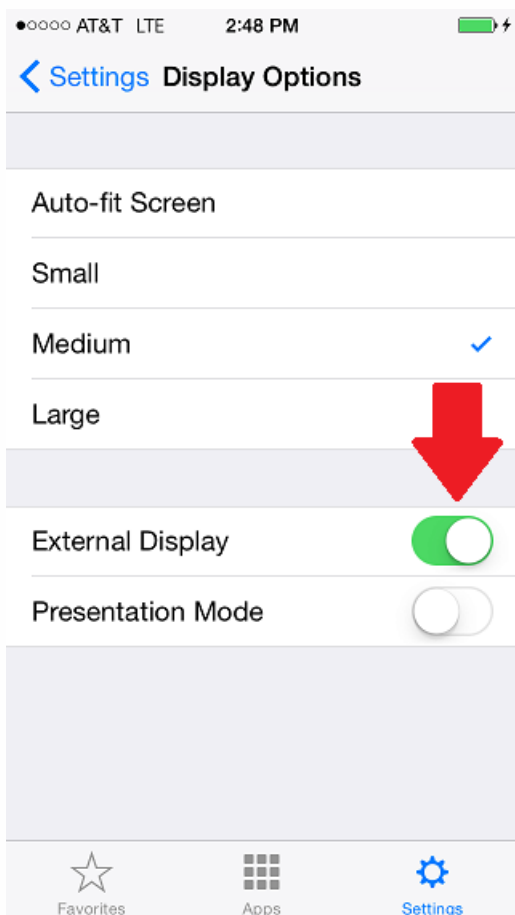 AT&T LTE 2:48 PM
Settings Display Options
Auto-fit Screen
Small
Medium
Large
External Display
Presentation Mode
Favorites Apps Settings